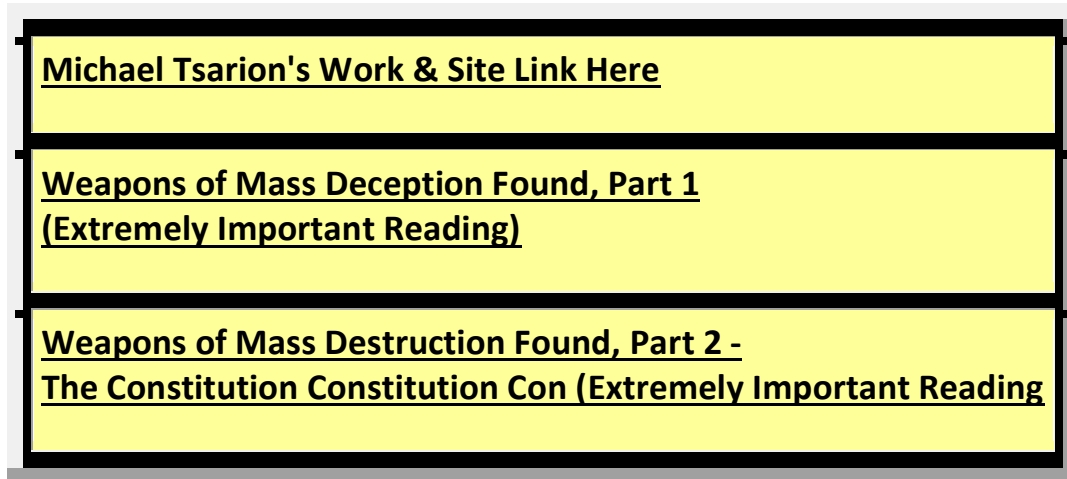 Michael Tsarion's Work & Site Link Here
Weapons of Mass Deception Found, Part 1
(Extremely Important Reading)
Weapons of Mass Destruction Found, Part 2 -
The Constitution Constitution Con (Extremely Important Reading